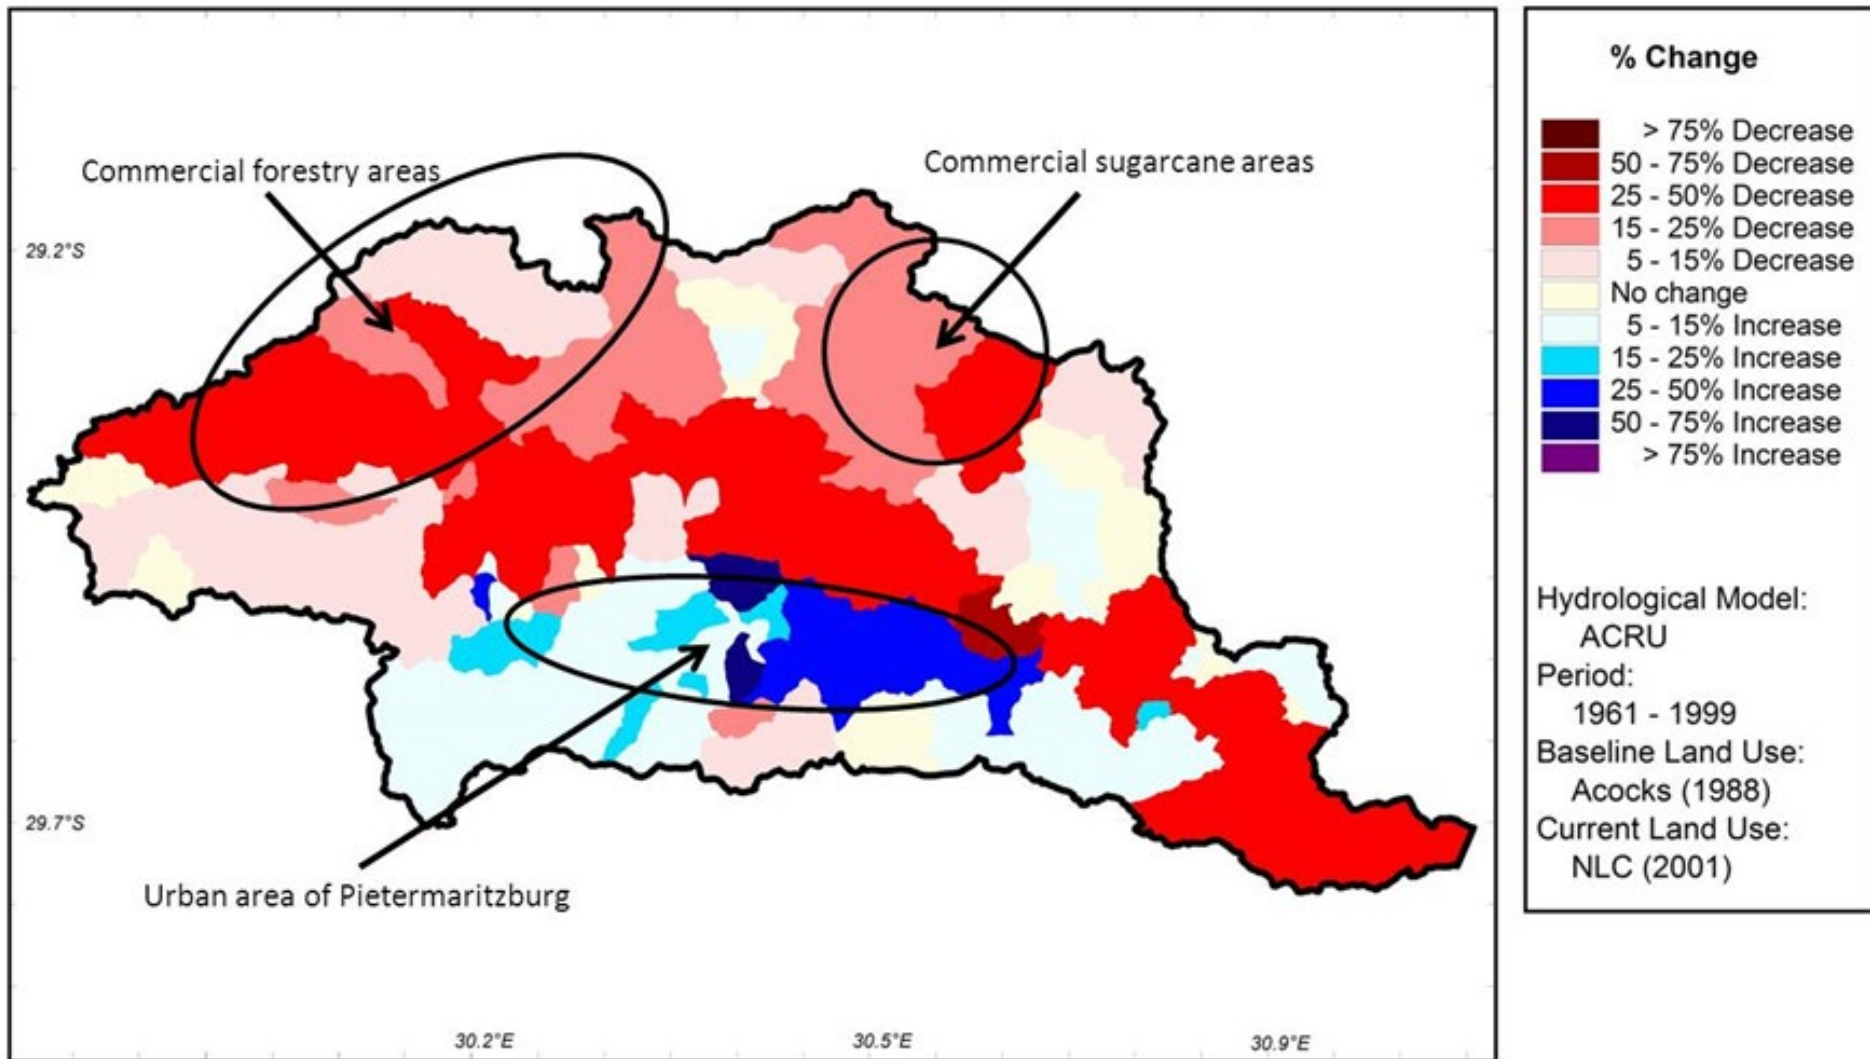 Commercial forestry areas
Commercial sugarcane areas
29.2°S
29.7°S
Urban area of Pietermaritzburg
30.2°E
30.5°E
30.9°E
% Change
> 75% Decrease
50 - 75% Decrease
25 - 50% Decrease
15 - 25% Decrease
5 - 15% Decrease
No change
5 - 15% Increase
15 - 25% Increase
25 - 50% Increase
50 - 75% Increase
> 75% Increase
Hydrological Model:
ACRU
Period:
1961 - 1999
Baseline Land Use:
Acocks (1988)
Current Land Use:
NLC (2001)